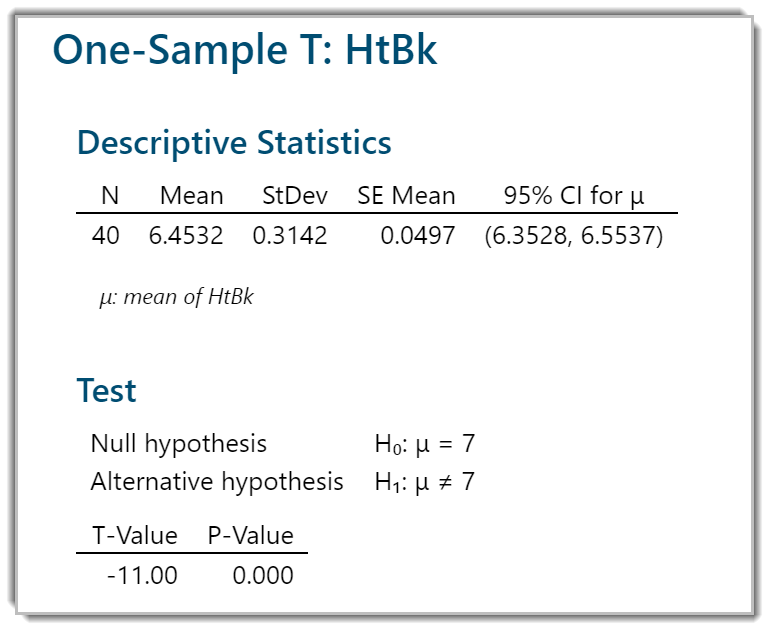 One-Sample T: HtBk
Descriptive Statistics
N Mean StDev SE Mean 95% CI for μ
40 6.4532 0.3142 0.0497 (6.3528, 6.5537)
μ: mean of HtBk
Test
Null hypothesis H₀: μ = 7
Alternative hypothesis H₁: μ ≠ 7
T-Value P-Value
-11.00 0.000